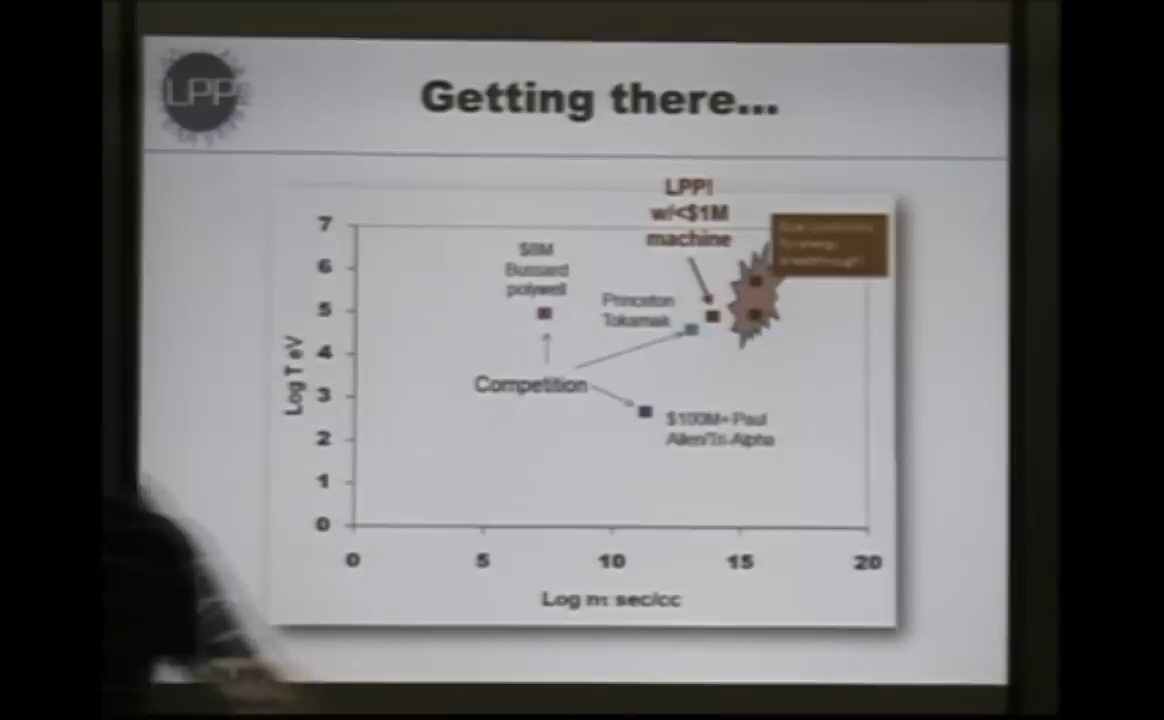 LPP
Getting there...
LPP!
w/<$1M
machine
$8M
Bussard
polywell
Princeton
Tokamak
Competition
$100M+ Paul
Allen/Tri-Alpha
7
6
5
4
3
2
1
0
Log T eV
0 5 10 15 20
Log nτ sec/cc